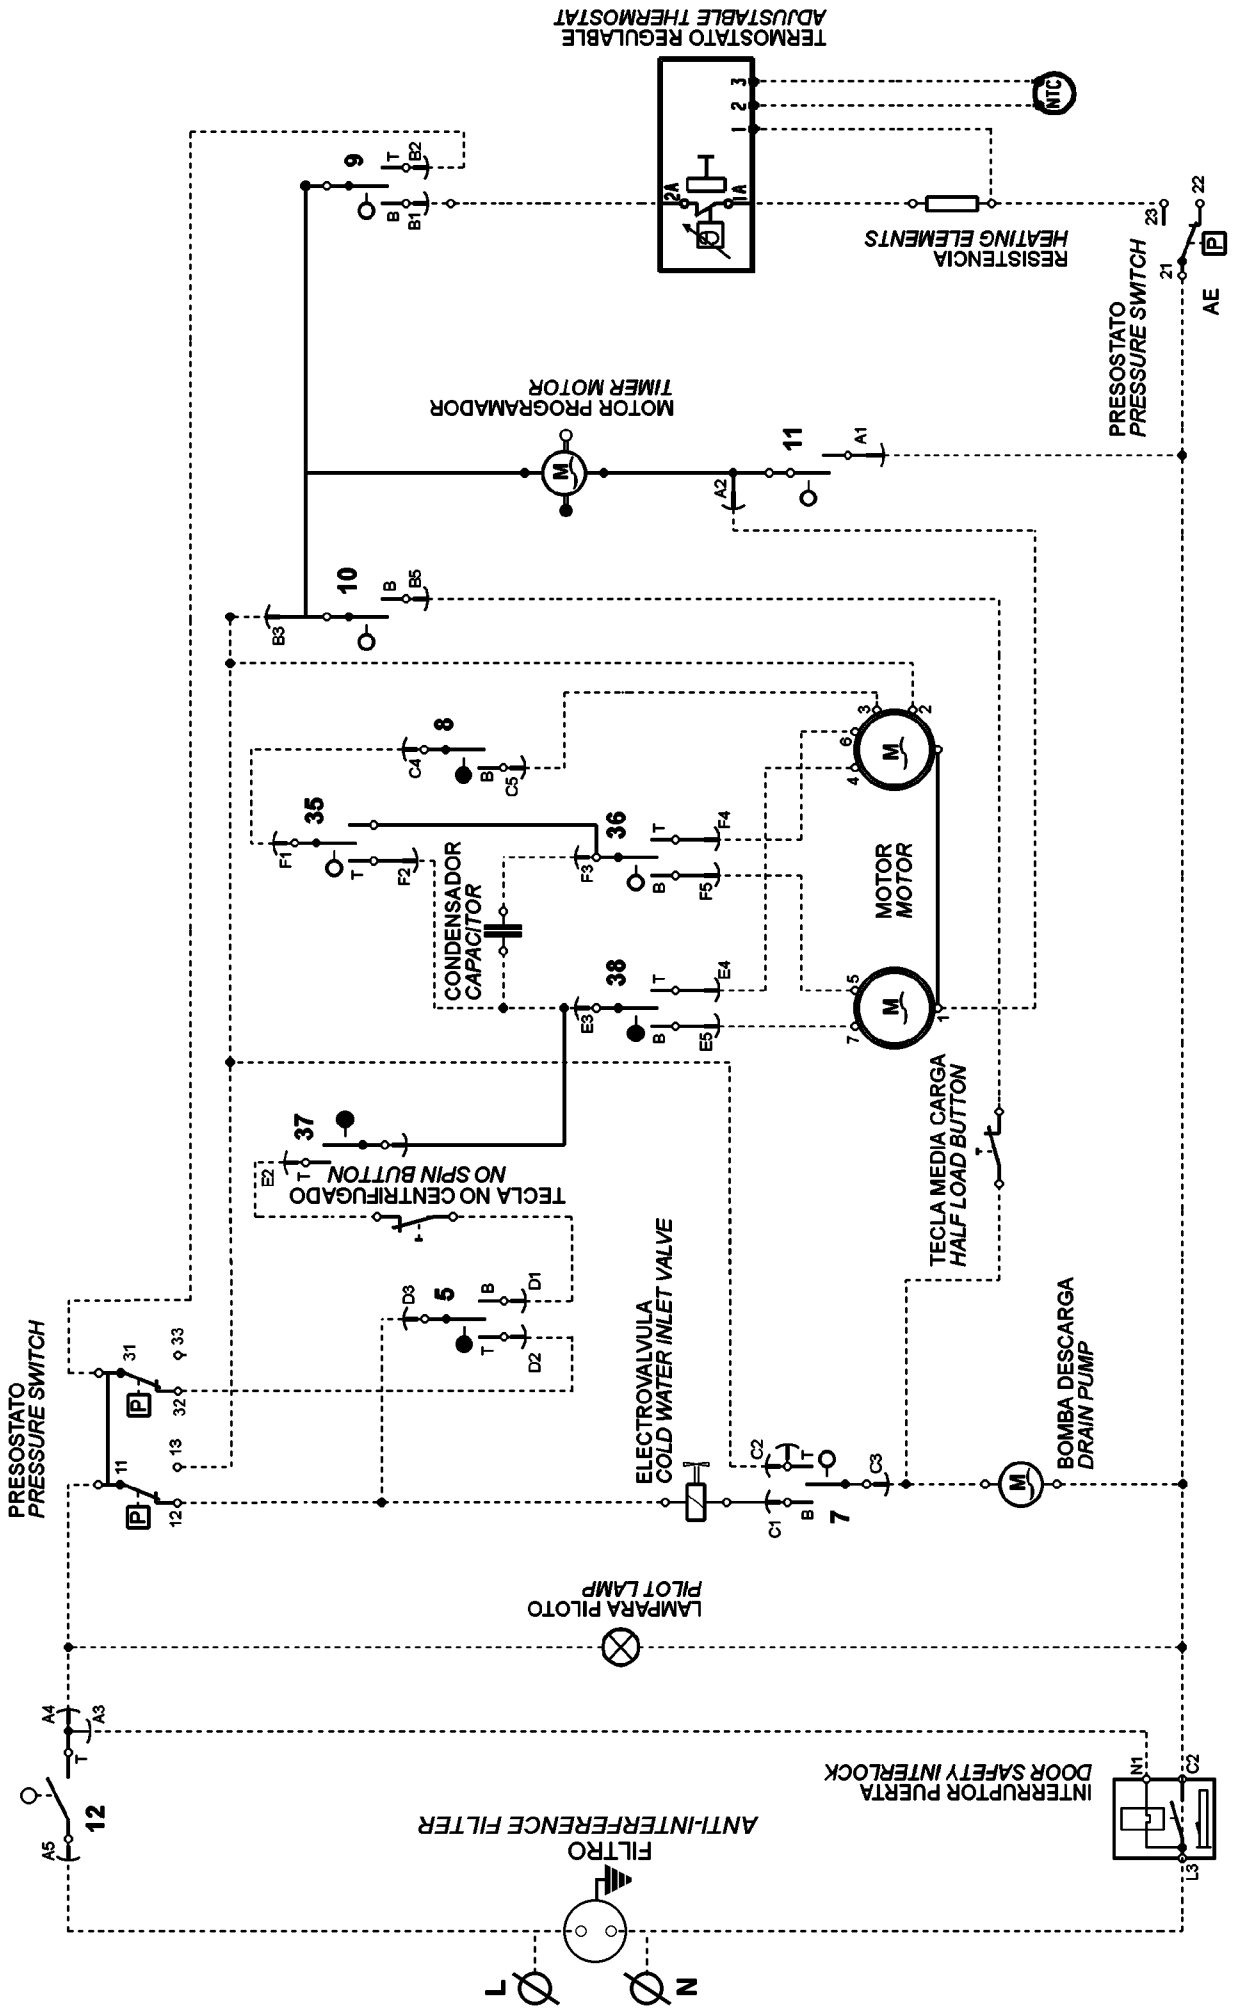 TERMOSTATO REGULABLE
ADJUSTABLE THERMOSTAT
3
2
1
2A
1A
NTC
9
T
B2
B
B1
RESISTENCIA
HEATING ELEMENTS
23
22
21
P
AE
PRESOSTATO
PRESSURE SWITCH
MOTOR PROGRAMADOR
TIMER MOTOR
M
A2
11
A1
10
B3
B
B5
8
C4
B
C5
35
F1
T
F2
36
F3
T
F4
B
F5
CONDENSADOR
CAPACITOR
38
E3
T
E4
B
E5
MOTOR
MOTOR
M
3
2
6
4
M
5
7
1
37
E2
T
TECLA NO CENTRIFUGADO
NO SPIN BUTTON
TECLA MEDIA CARGA
HALF LOAD BUTTON
5
D3
B
D1
T
D2
PRESOSTATO
PRESSURE SWITCH
31
33
32
P
11
13
12
P
ELECTROVALVULA
COLD WATER INLET VALVE
C2
T
C1
B
7
C3
M
BOMBA DESCARGA
DRAIN PUMP
LAMPARA PILOTO
PILOT LAMP
A4
A3
T
12
A5
INTERRUPTOR PUERTA
DOOR SAFETY INTERLOCK
N1
C2
L3
FILTRO
ANTI-INTERFERENCE FILTER
L
N